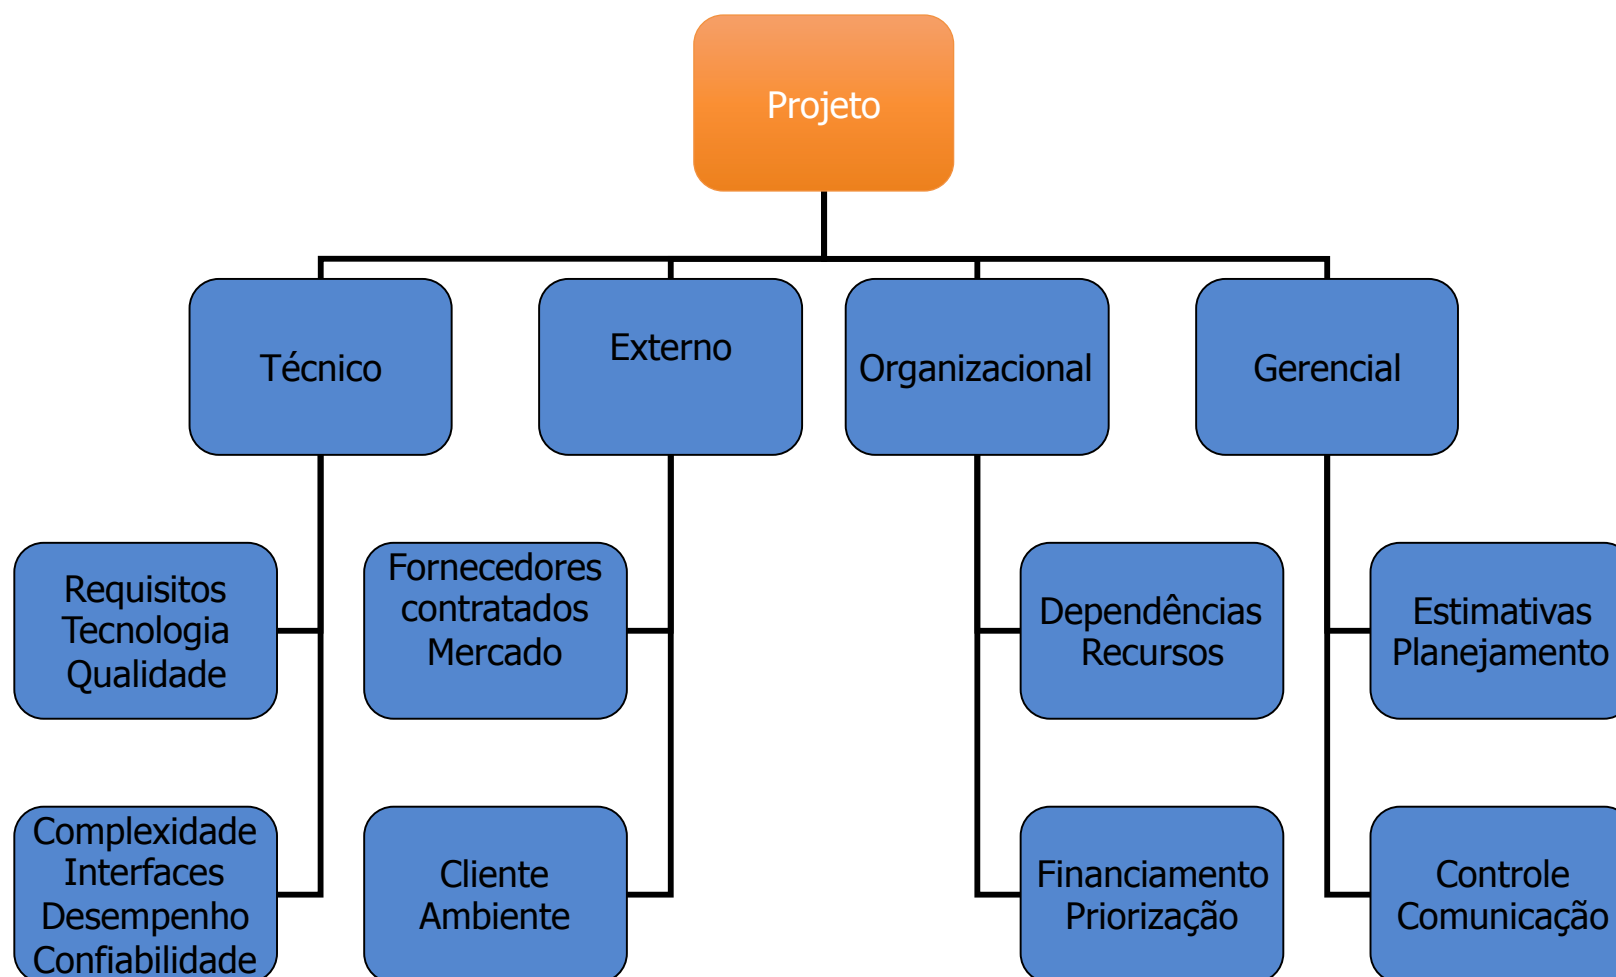 Projeto
Técnico
Externo
Organizacional
Gerencial
Requisitos
Tecnologia
Qualidade
Fornecedores
contratados
Mercado
Dependências
Recursos
Estimativas
Planejamento
Complexidade
Interfaces
Desempenho
Confiabilidade
Cliente
Ambiente
Financiamento
Priorização
Controle
Comunicação